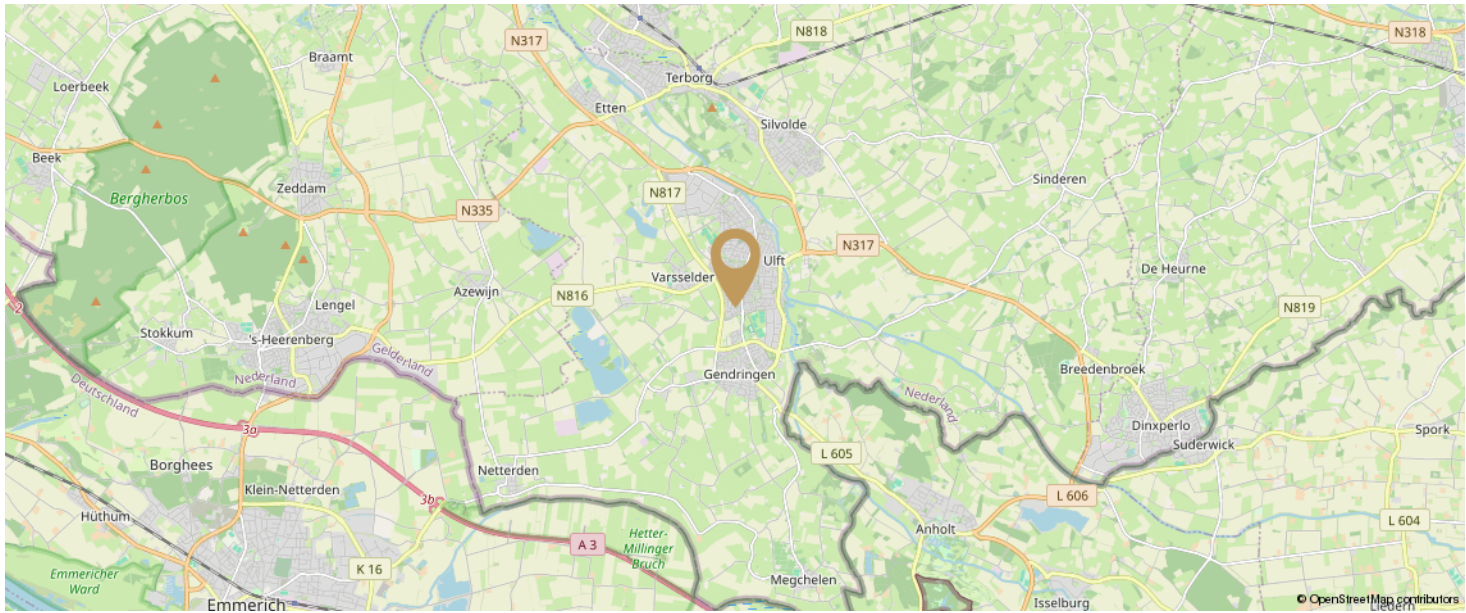 N317
N818
N318
Braamt
Loerbeek
Terborg
Etten
Silvolde
Beek
Zeddam
Sinderen
Bergherbos
N817
N335
N317
Ulft
Varsselder
De Heurne
Azewijn
N816
Lengel
N819
Stokkum
's-Heerenberg
Gelderland
Nederland
Deutschland
Gendringen
Breedenbroek
Nederland
Dinxperlo
3a
Spork
Suderwick
L 605
Borghees
Netterden
Klein-Netterden
3b
L 606
Hüthum
Anholt
L 604
Hetter-
Millinger
Bruch
A 3
K 16
Emmericher
Ward
Megchelen
Emmerich
Isselburg
© OpenStreetMap contributors